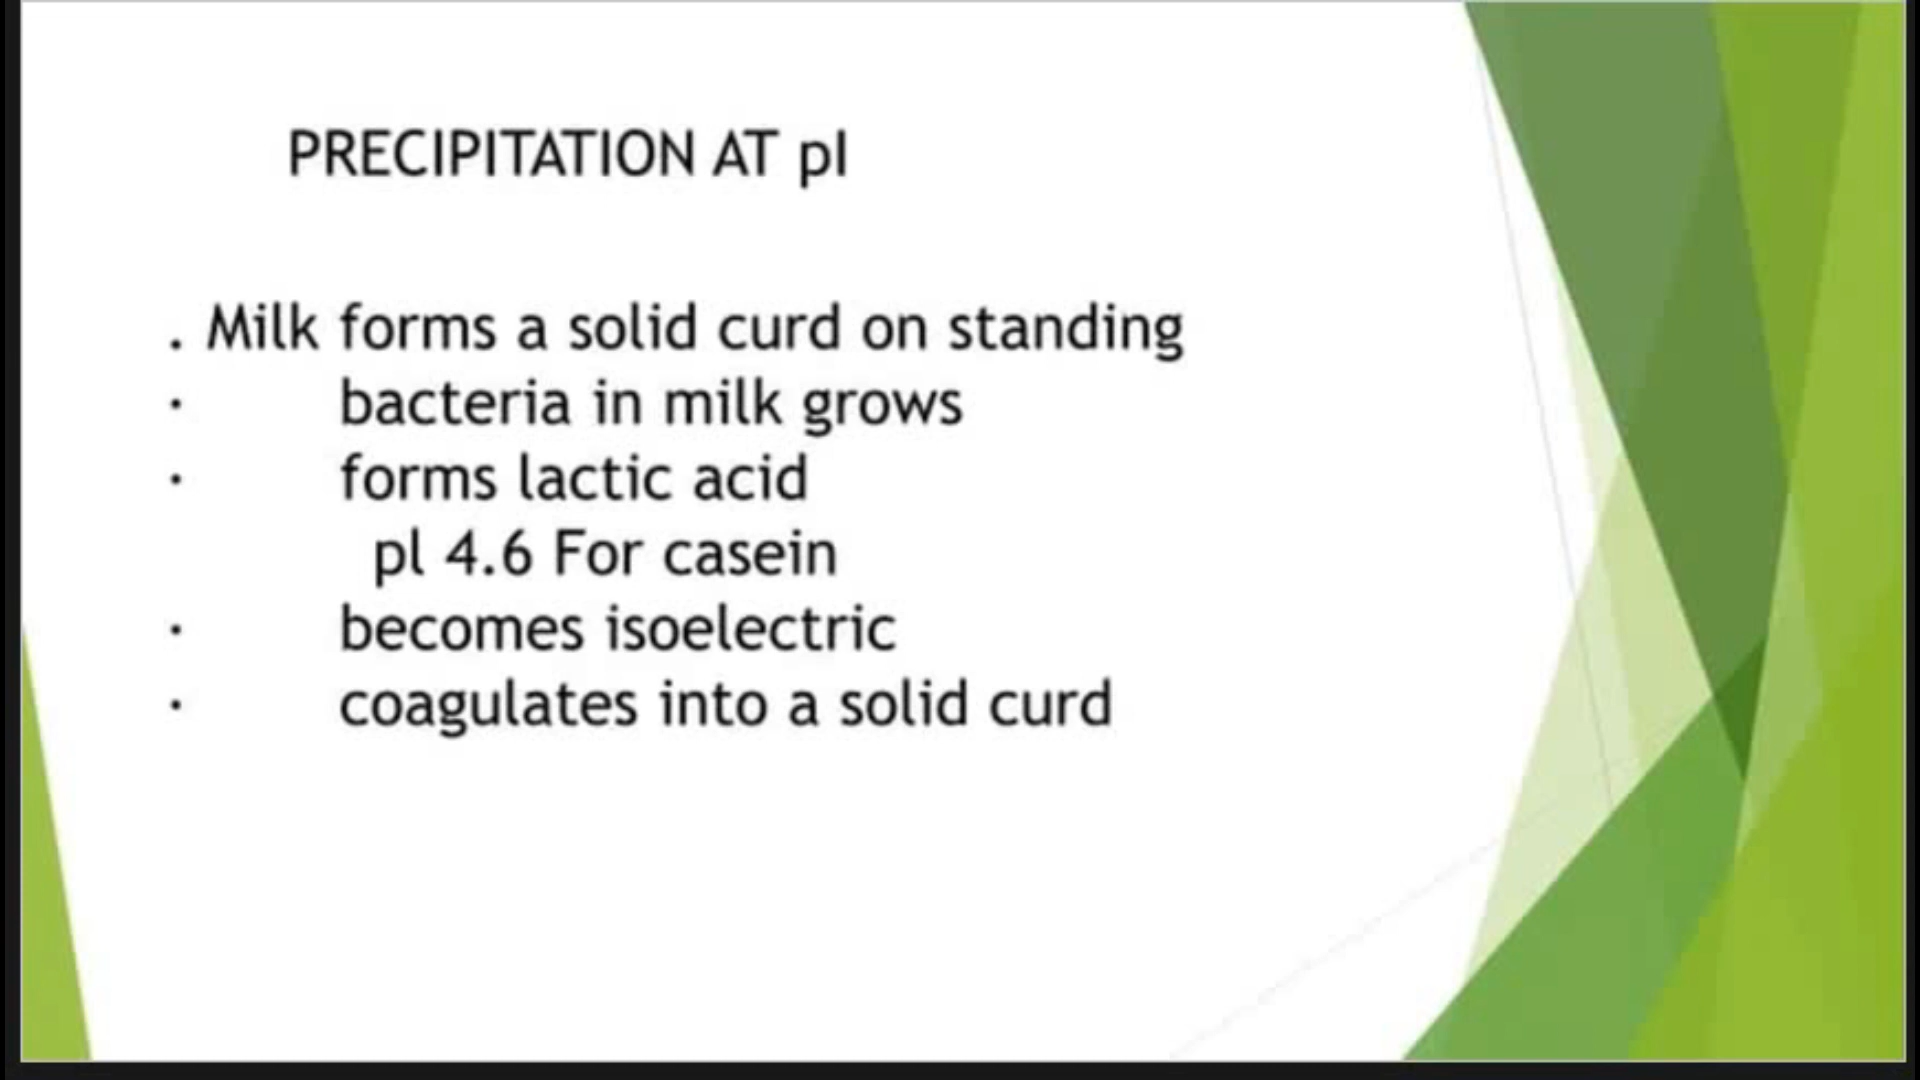 PRECIPITATION AT pI
. Milk forms a solid curd on standing
· bacteria in milk grows
· forms lactic acid
pl 4.6 For casein
· becomes isoelectric
· coagulates into a solid curd